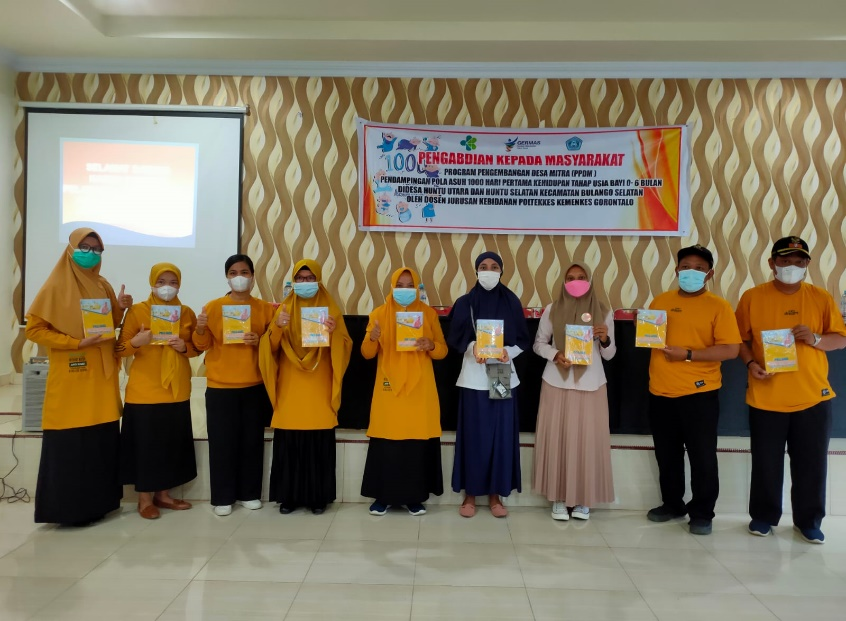 SELAMAT
1000
GERMAS
PENGABDIAN KEPADA MASYARAKAT
PROGRAM PENGEMBANGAN DESA MITRA (PPDM )
PENDAMPINGAN POLA ASUH 1000 HARI PERTAMA KEHIDUPAN TAHAP USIA BAYI 0- 6 BULAN
DIDESA HUNTU UTARA DAN HUNTU SELATAN KECAMATAN BULANGO SELATAN
OLEH DOSEN JURUSAN KEBIDANAN POLTEKKES KEMENKES GORONTALO